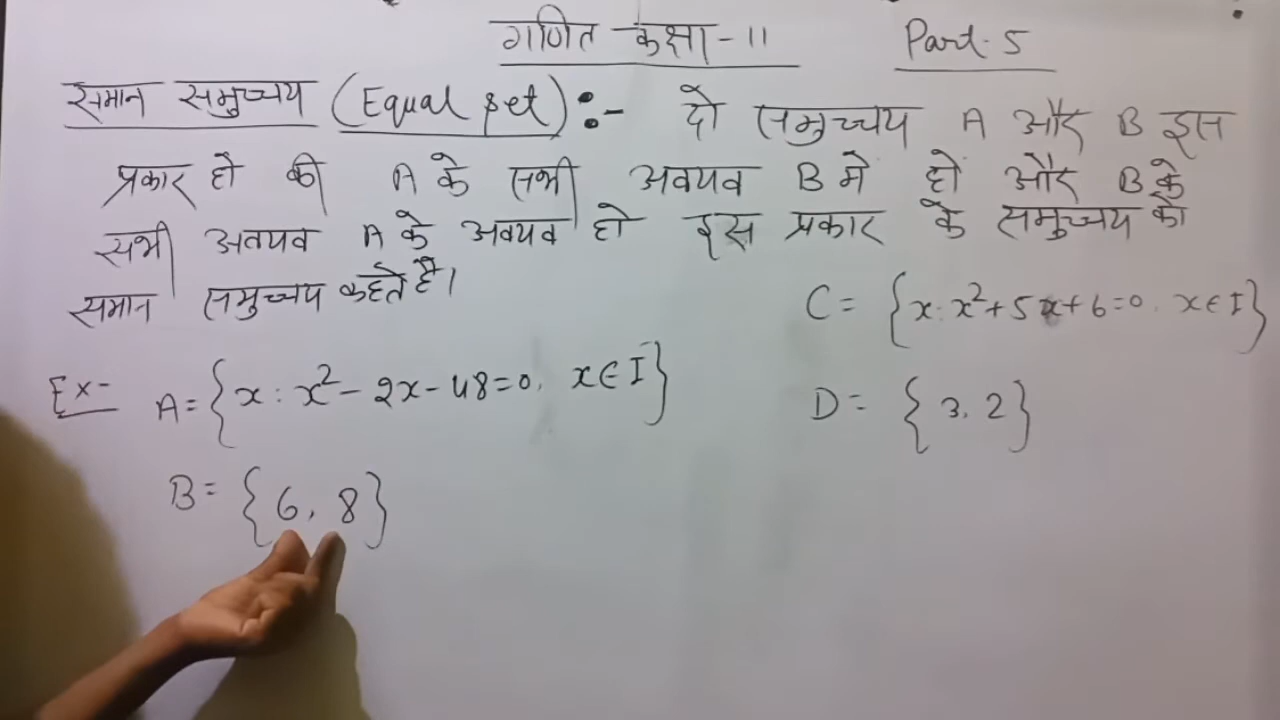 गणित कक्षा-11 Part-5
समान समुच्चय (Equal set) :- दो समुच्चय A और B इस
प्रकार हो की A के सभी अवयव B मे हों और B के
सभी अवयव A के अवयव हो इस प्रकार के समुच्चय को
समान समुच्चय कहते है।
C = {x : x²+5x+6=0, x∈I}
Ex- A = {x : x²-2x-48=0, x∈I}
D = {3, 2}
B = {6, 8}